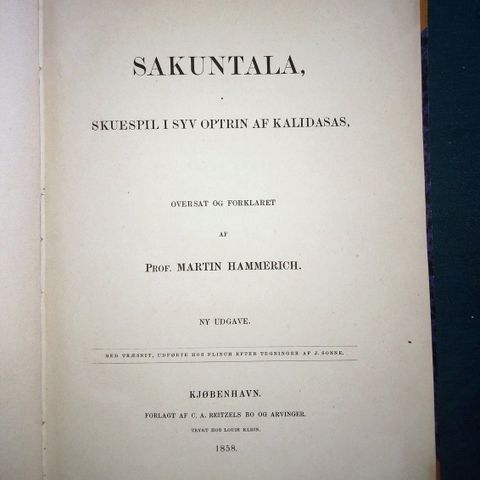 SAKUNTALA,
SKUESPIL I SYV OPTRIN AF KALIDASAS,
OVERSAT OG FORKLARET
AF
PROF. MARTIN HAMMERICH.
NY UDGAVE.
MED TRÆSNIT, UDFØRTE HOS FLINCH EFTER TEGNINGER AF J. SONNE.
KJØBENHAVN.
FORLAGT AF C. A. REITZELS BO OG ARVINGER.
TRYKT HOS LOUIS KLEIN.
1858.